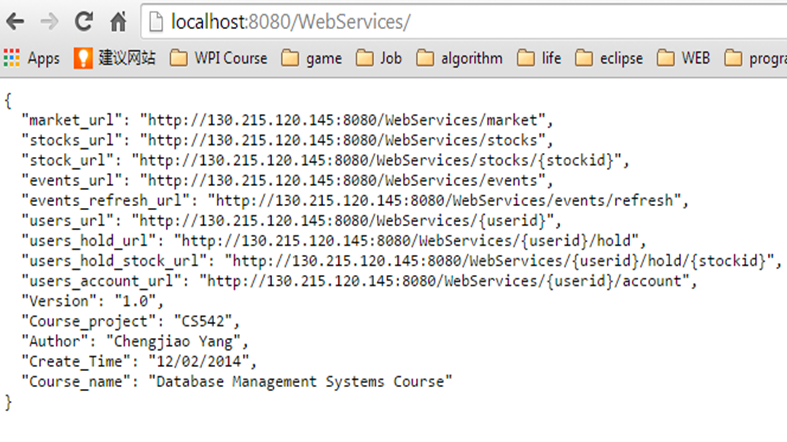 localhost:8080/WebServices/
Apps 建议网站 WPI Course game Job algorithm life eclipse WEB progra
{
"market_url": "http://130.215.120.145:8080/WebServices/market",
"stocks_url": "http://130.215.120.145:8080/WebServices/stocks",
"stock_url": "http://130.215.120.145:8080/WebServices/stocks/{stockid}",
"events_url": "http://130.215.120.145:8080/WebServices/events",
"events_refresh_url": "http://130.215.120.145:8080/WebServices/events/refresh",
"users_url": "http://130.215.120.145:8080/WebServices/{userid}",
"users_hold_url": "http://130.215.120.145:8080/WebServices/{userid}/hold",
"users_hold_stock_url": "http://130.215.120.145:8080/WebServices/{userid}/hold/{stockid}",
"users_account_url": "http://130.215.120.145:8080/WebServices/{userid}/account",
"Version": "1.0",
"Course_project": "CS542",
"Author": "Chengjiao Yang",
"Create_Time": "12/02/2014",
"Course_name": "Database Management Systems Course"
}